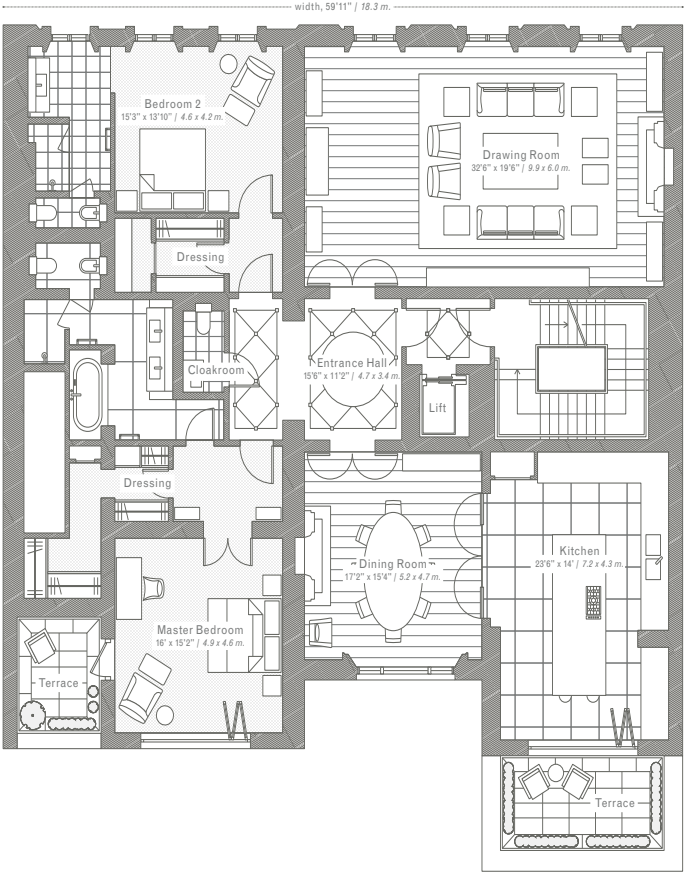 width, 59'11" / 18.3 m.
Bedroom 2
15'3" x 13'10" / 4.6 x 4.2 m.
Drawing Room
32'6" x 19'6" / 9.9 x 6.0 m.
Dressing
Cloakroom
Entrance Hall
15'6" x 11'2" / 4.7 x 3.4 m.
Lift
Dressing
Dining Room
17'2" x 15'4" / 5.2 x 4.7 m.
Kitchen
23'6" x 14' / 7.2 x 4.3 m.
Master Bedroom
16' x 15'2" / 4.9 x 4.6 m.
Terrace
Terrace